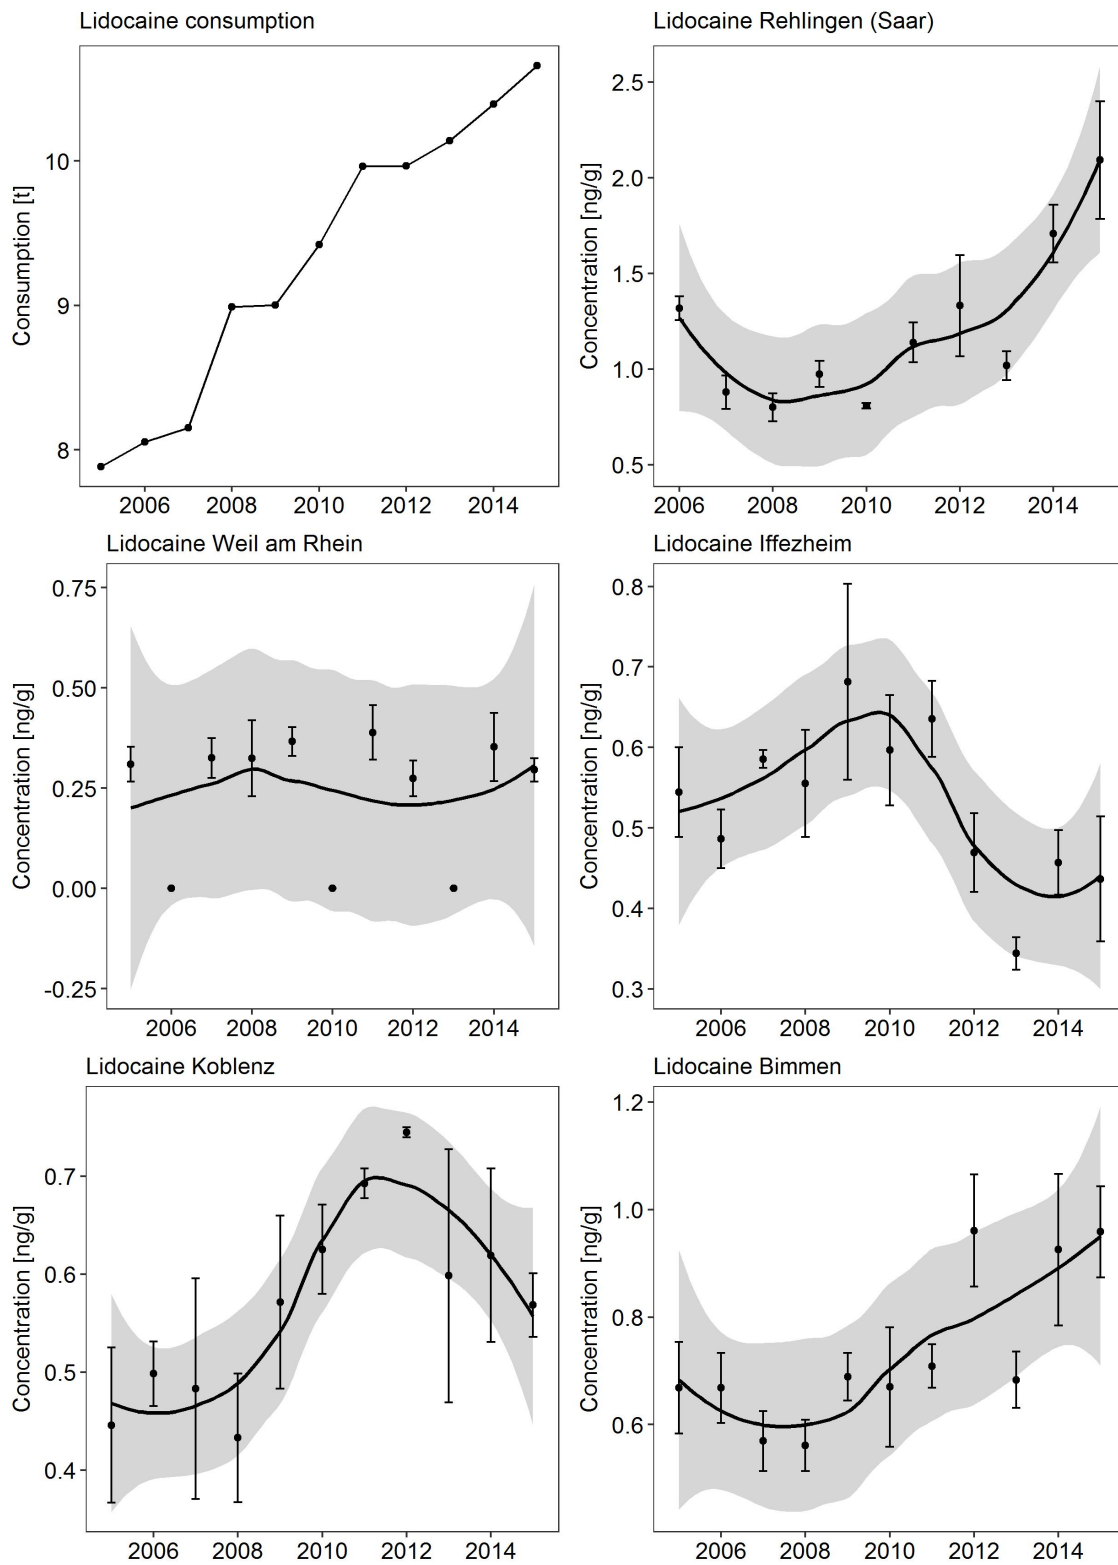 Lidocaine consumption
Consumption [t]
10
9
8
2006 2008 2010 2012 2014
Lidocaine Rehlingen (Saar)
Concentration [ng/g]
2.5
2.0
1.5
1.0
0.5
2006 2008 2010 2012 2014
Lidocaine Weil am Rhein
Concentration [ng/g]
0.75
0.50
0.25
0.00
-0.25
2006 2008 2010 2012 2014
Lidocaine Iffezheim
Concentration [ng/g]
0.8
0.7
0.6
0.5
0.4
0.3
2006 2008 2010 2012 2014
Lidocaine Koblenz
Concentration [ng/g]
0.7
0.6
0.5
0.4
2006 2008 2010 2012 2014
Lidocaine Bimmen
Concentration [ng/g]
1.2
1.0
0.8
0.6
2006 2008 2010 2012 2014